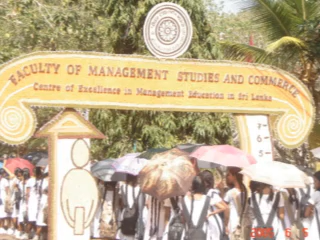 FACULTY OF MANAGEMENT STUDIES AND COMMERCE
Centre of Excellence in Management Education in Sri Lanka